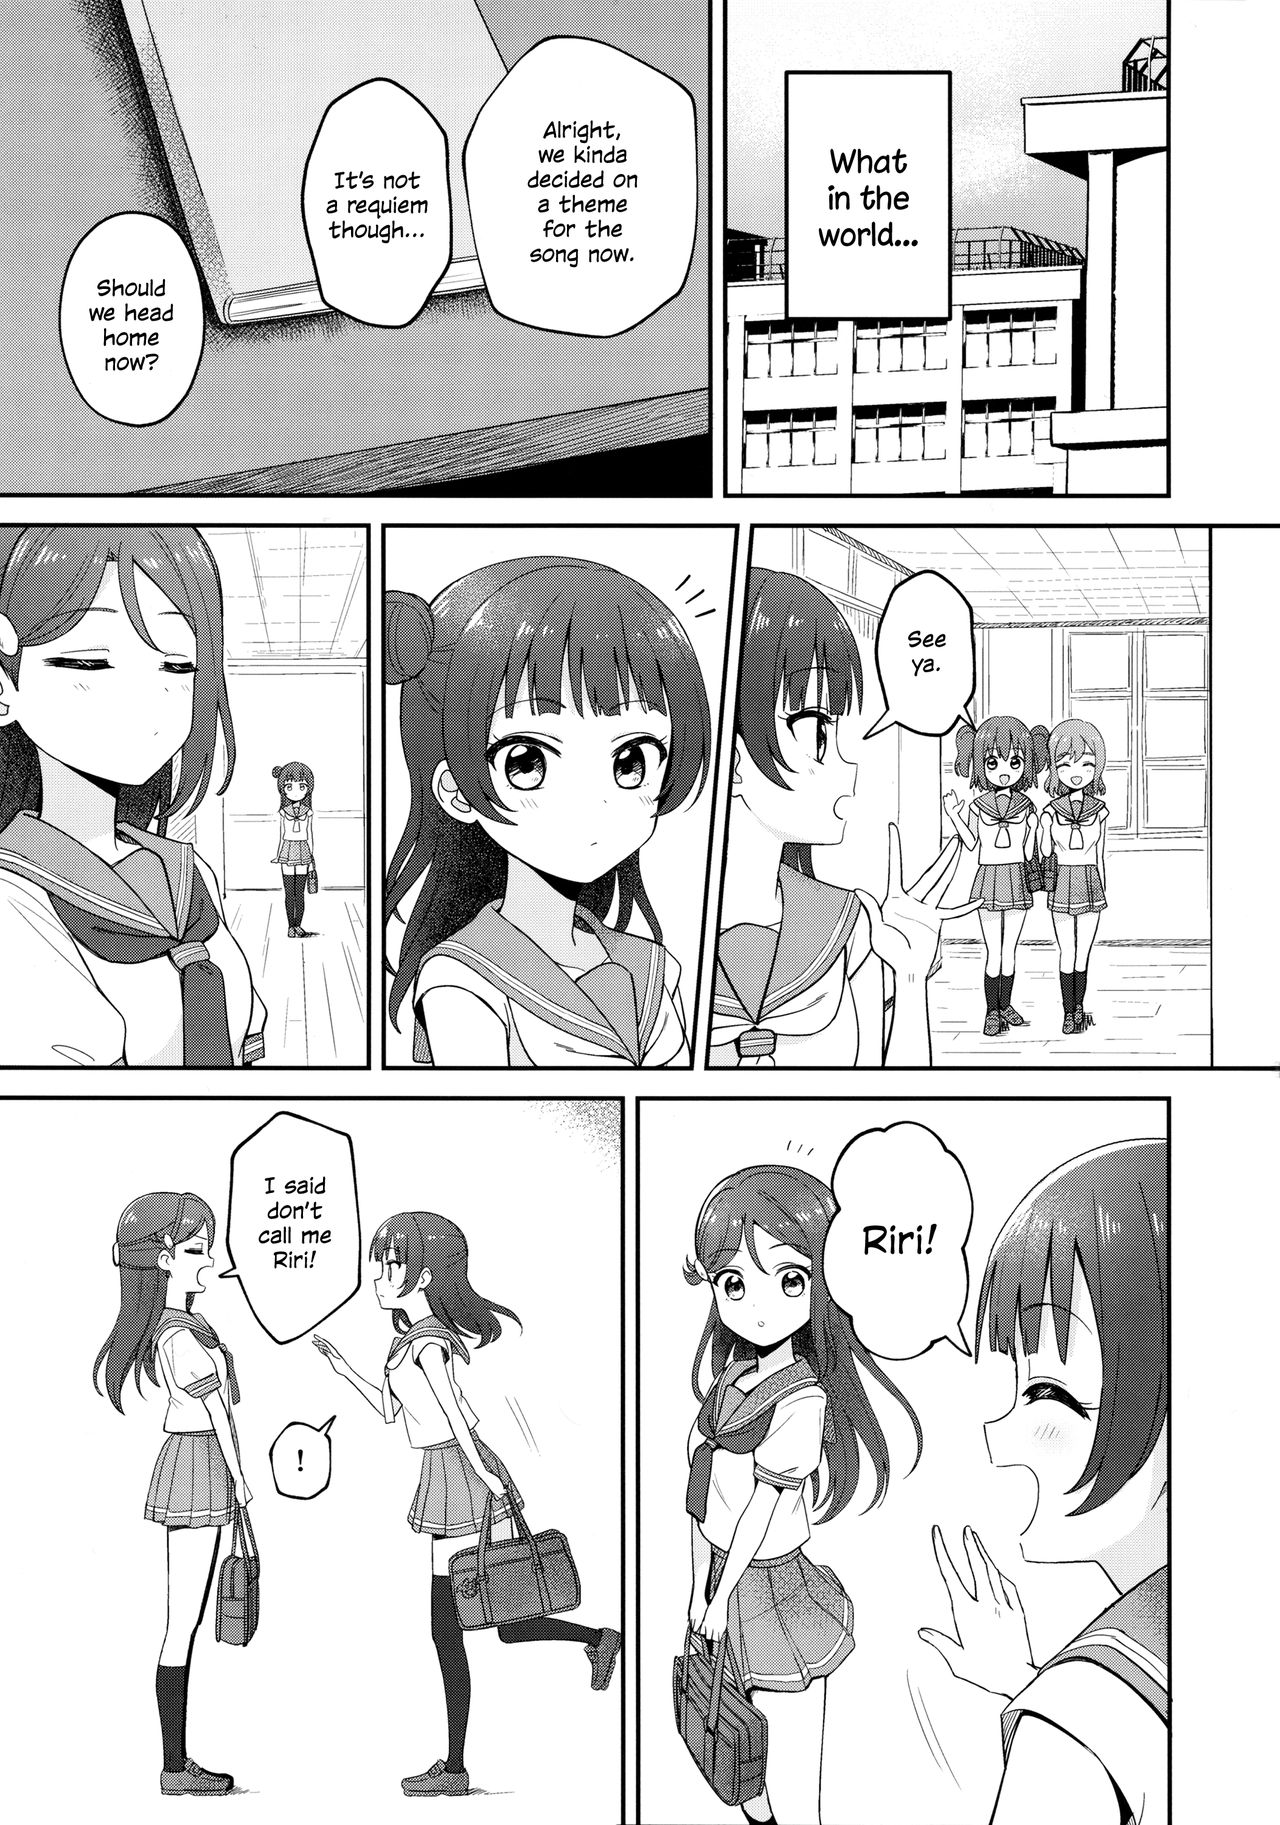 What
in the
world...
Alright,
we kinda
decided on
a theme
for the
song now.
It's not
a requiem
though...
Should
we head
home
now?
See
ya.
Riri!
I said
don't
call me
Riri!
!